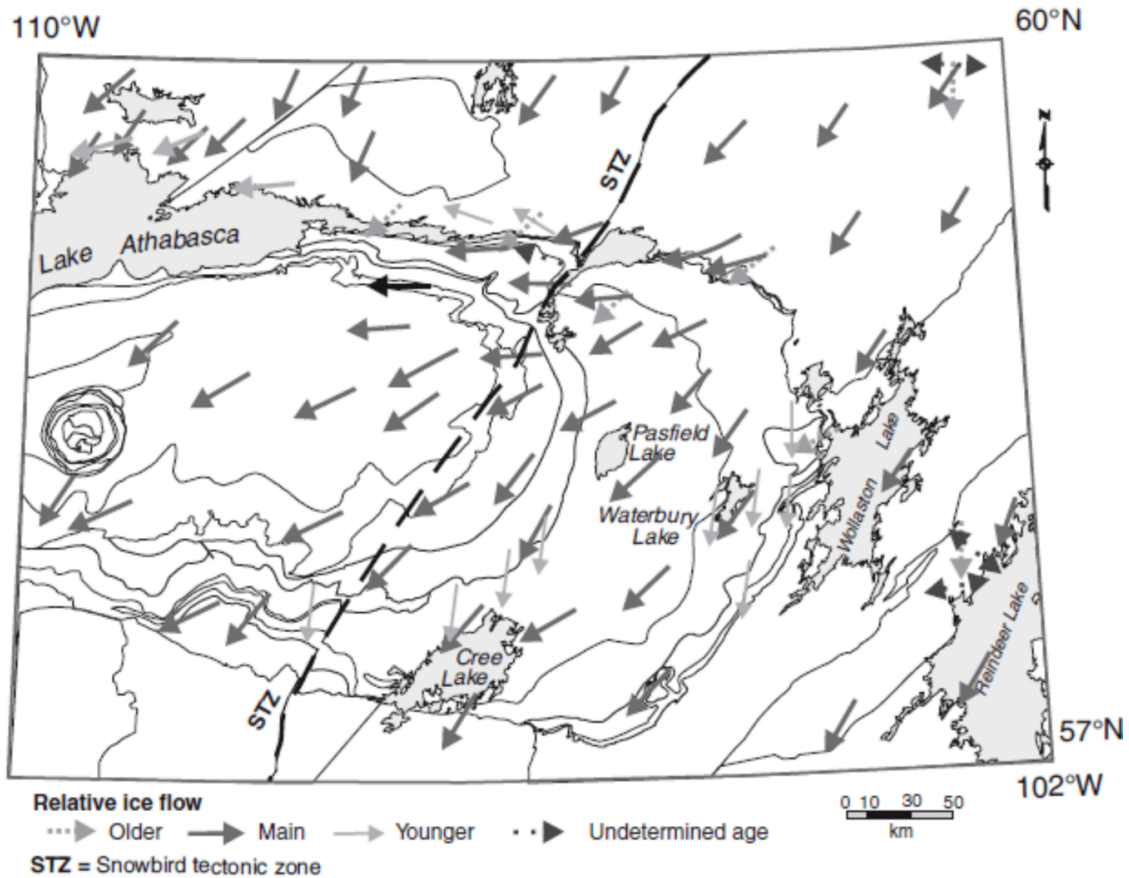 110°W
60°N
N
STZ
Lake Athabasca
Pasfield
Lake
Lake
Wollaston
Waterbury
Lake
Reindeer Lake
Cree
Lake
STZ
57°N
102°W
Relative ice flow
Older
Main
Younger
Undetermined age
0 10 30 50
km
STZ = Snowbird tectonic zone